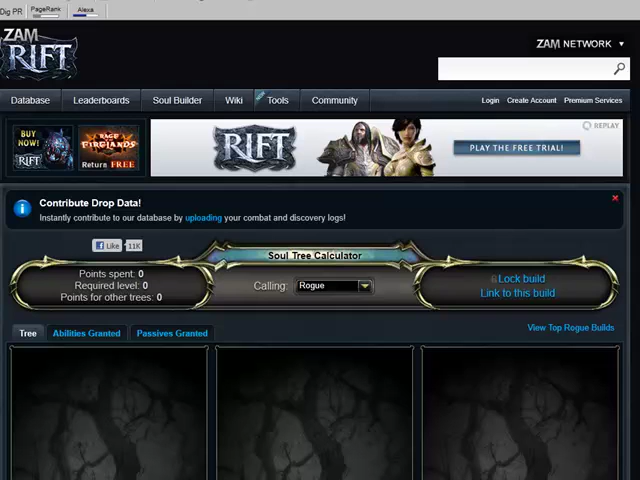 Dig PR PageRank Alexa
ZAM
RIFT
ZAM NETWORK
Database Leaderboards Soul Builder Wiki NEW Tools Community
Login Create Account Premium Services
BUY NOW! RIFT
RAGE OF THE FIRELANDS
Return FREE
RIFT
PLAY THE FREE TRIAL!
REPLAY
Contribute Drop Data!
Instantly contribute to our database by uploading your combat and discovery logs!
Like 11K
Soul Tree Calculator
Points spent: 0
Required level: 0
Points for other trees: 0
Calling: Rogue
Lock build
Link to this build
Tree Abilities Granted Passives Granted
View Top Rogue Builds